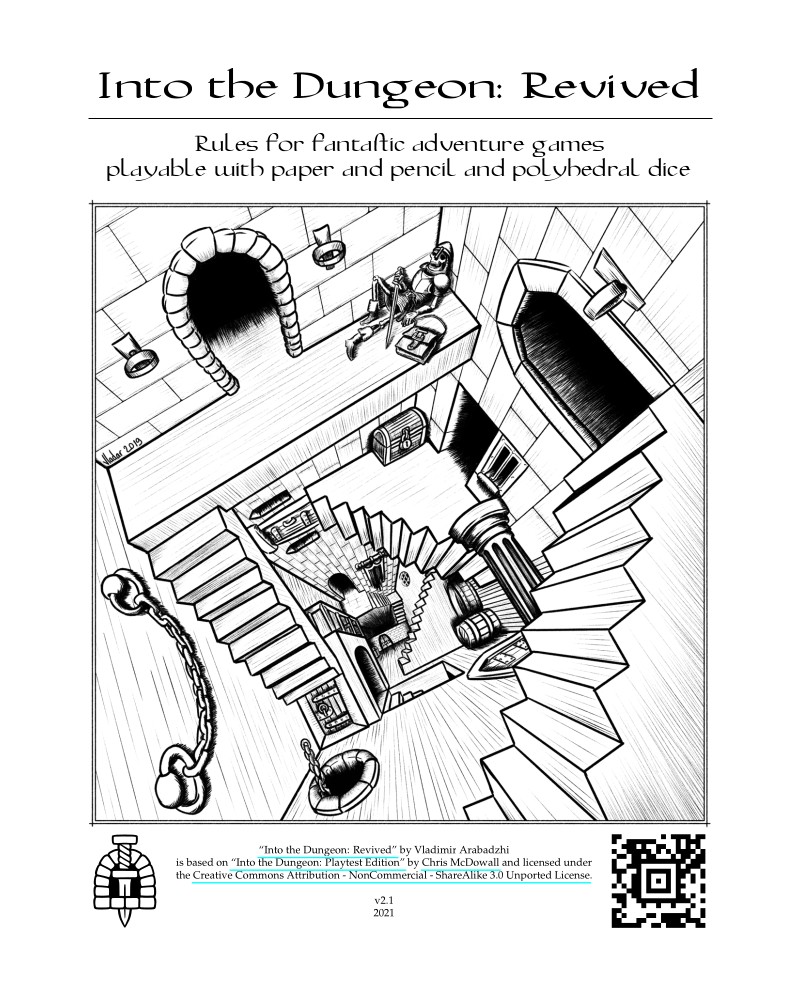 Into the Dungeon: Revived
Rules for fantaſtic adventure games
playable with paper and pencil and polyhedral dice
Vladar 2019
“Into the Dungeon: Revived” by Vladimir Arabadzhi
is based on “Into the Dungeon: Playtest Edition” by Chris McDowall and licensed under
the Creative Commons Attribution - NonCommercial - ShareAlike 3.0 Unported License.
v2.1
2021